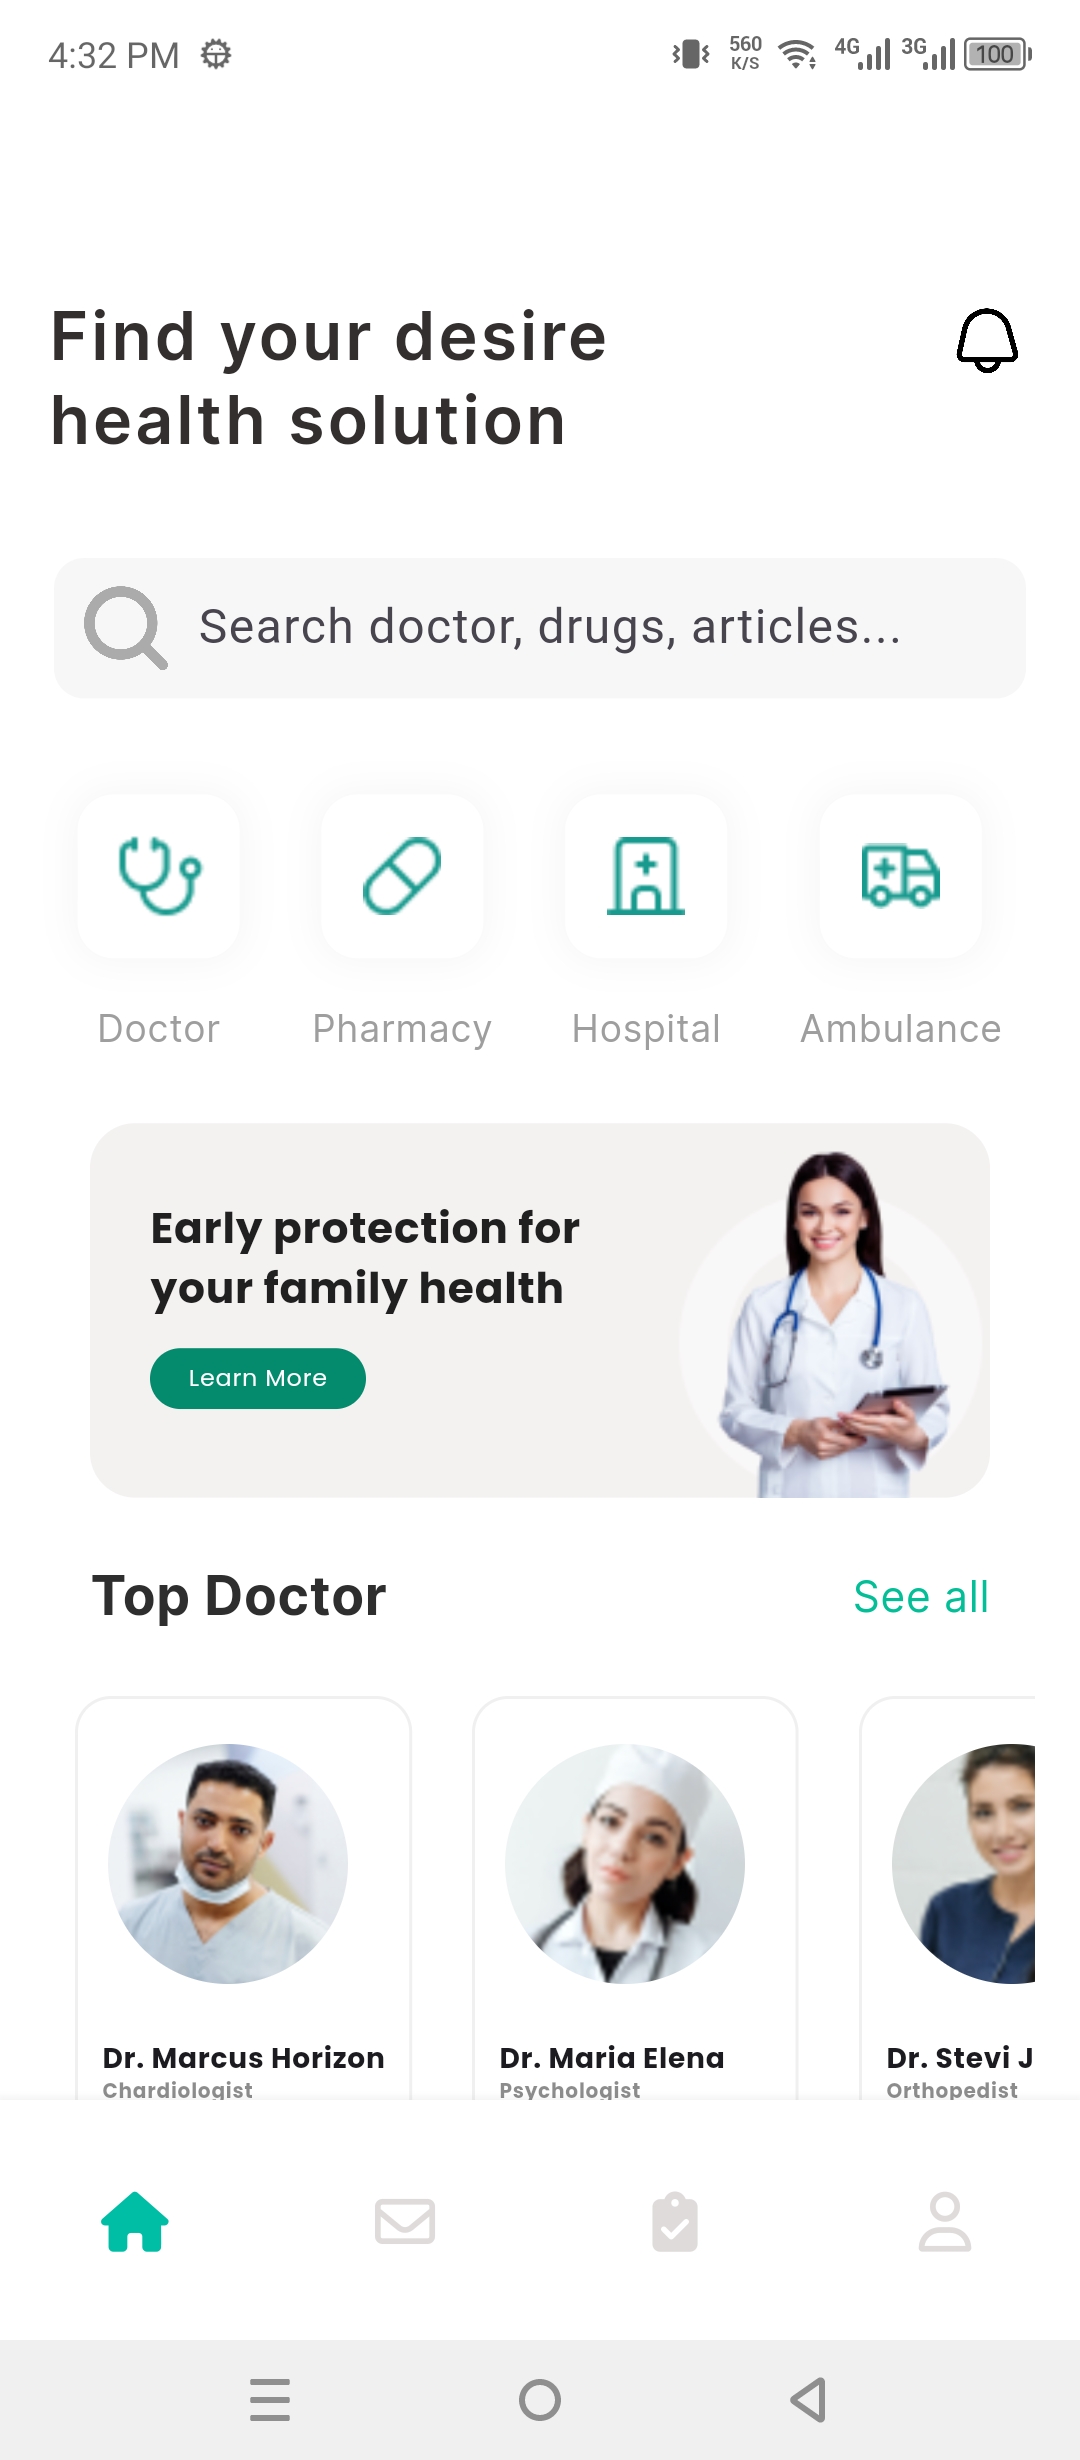 4:32 PM
560 K/S 4G 3G 100
Find your desire
health solution
Search doctor, drugs, articles...
Doctor Pharmacy Hospital Ambulance
Early protection for
your family health
Learn More
Top Doctor See all
Dr. Marcus Horizon Dr. Maria Elena Dr. Stevi J
Chardiologist Psychologist Orthopedist